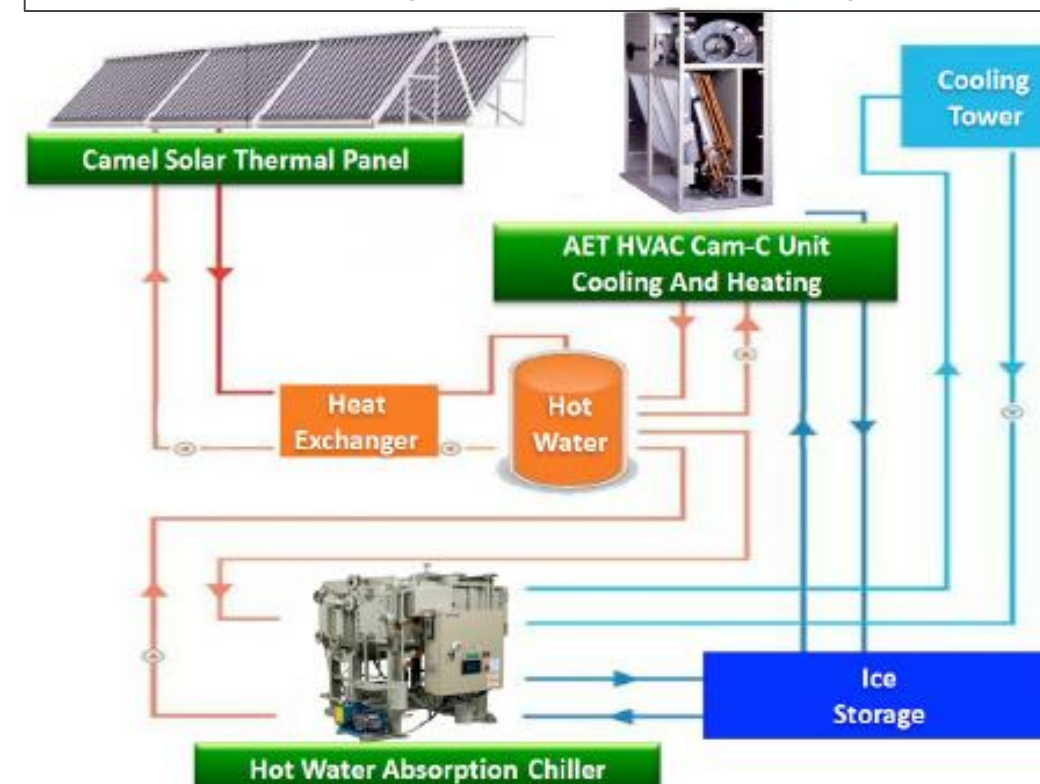 Cooling
Tower
Camel Solar Thermal Panel
AET HVAC Cam-C Unit
Cooling And Heating
Heat
Exchanger
Hot
Water
Ice
Storage
Hot Water Absorption Chiller